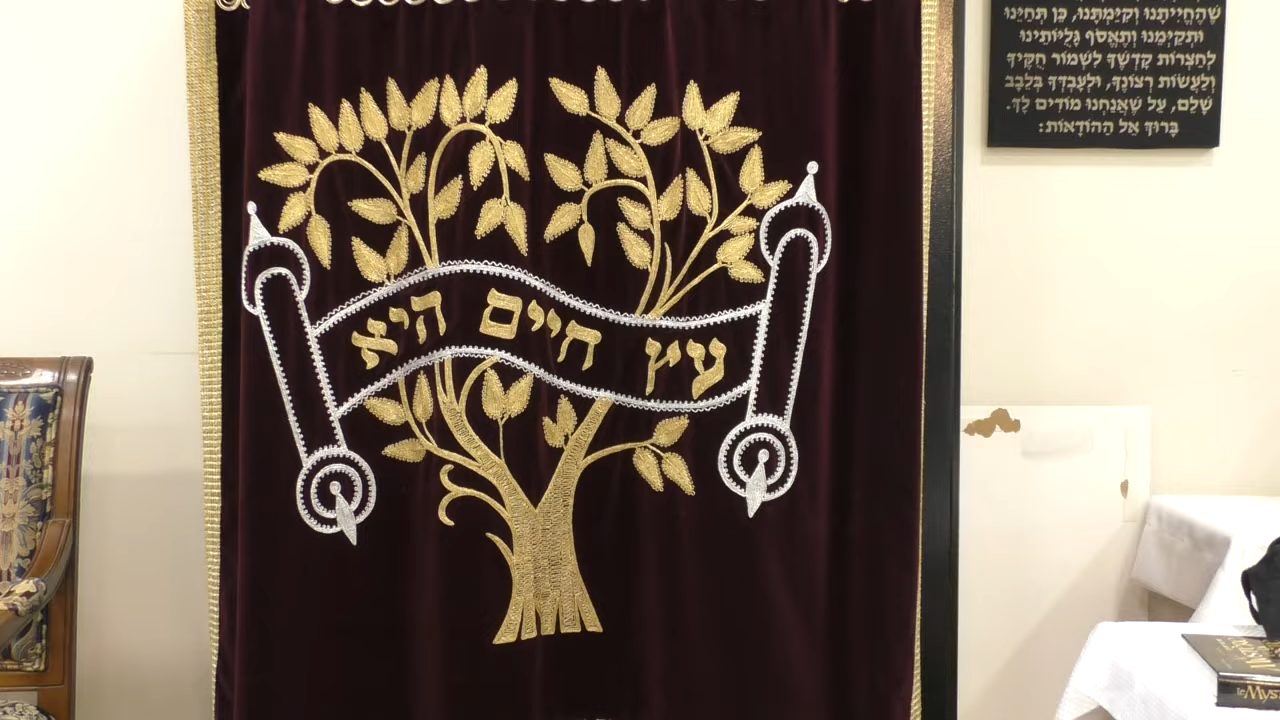 עץ חיים היא
שֶׁהֶחֱיִיתָנוּ וְקִיַּמְתָּנוּ, כֵּן תְּחַיֵּנוּ
וּתְקַיְּמֵנוּ וְתֶאֱסֹף גָּלֻיּוֹתֵינוּ
לְחַצְרוֹת קָדְשֶׁךָ לִשְׁמוֹר חֻקֶּיךָ
וְלַעֲשׂוֹת רְצוֹנֶךָ, וּלְעָבְדְךָ בְּלֵבָב
שָׁלֵם, עַל שֶׁאֲנַחְנוּ מוֹדִים לָךְ.
בָּרוּךְ אֵל הַהוֹדָאוֹת: